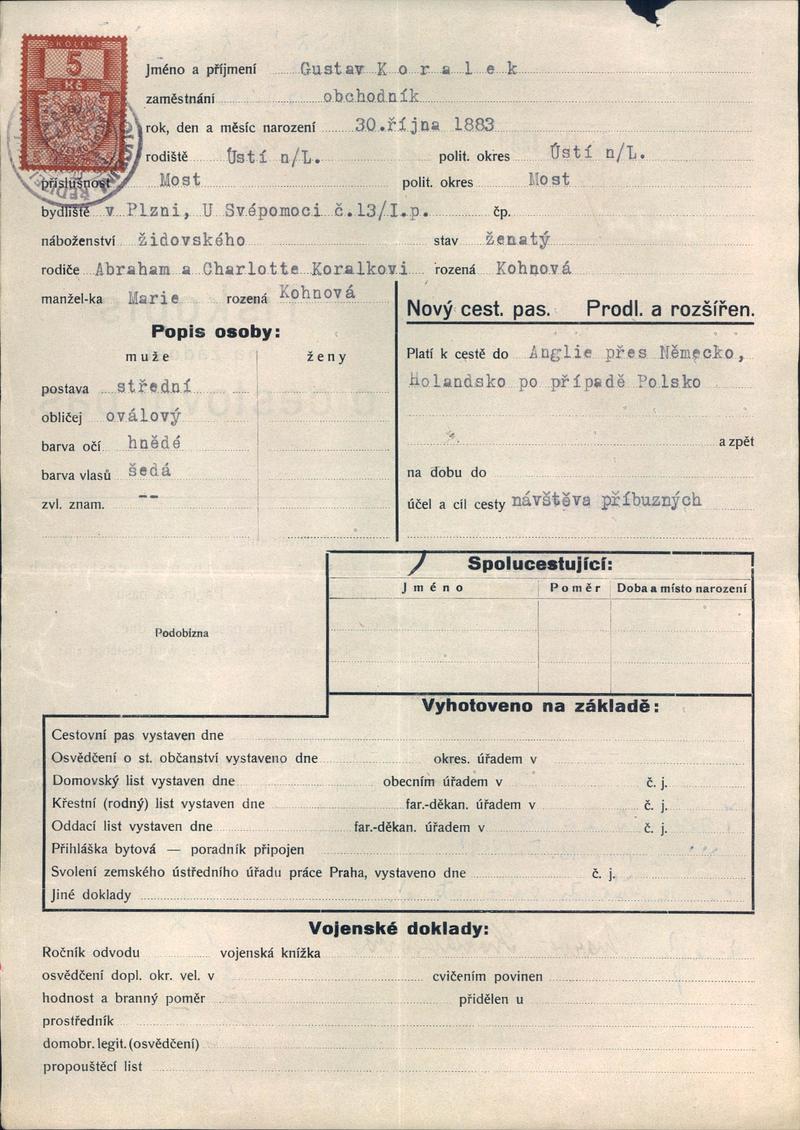 KOLEK
5
Kč
Jméno a příjmení Gustav K o r a l e k
zaměstnání obchodník
rok, den a měsíc narození 30.října 1883
rodiště Ústí n/L. polit. okres Ústí n/L.
příslušnost Most polit. okres Most
bydliště v Plzni, U Svépomoci č.13/I.p. čp.
náboženství židovského stav ženatý
rodiče Abraham a Charlotte Koralkovi rozená Kohnová
manžel-ka Marie rozená Kohnová
Popis osoby:
muže ženy
postava střední
obličej oválový
barva očí hnědé
barva vlasů šedá
zvl. znam. --
Nový cest. pas. Prodl. a rozšířen.
Platí k cestě do Anglie přes Německo,
Holandsko po případě Polsko
a zpět
na dobu do
účel a cíl cesty návštěva příbuzných
Spolucestující:
Jméno Poměr Doba a místo narození
Podobizna
Vyhotoveno na základě:
Cestovní pas vystaven dne
Osvědčení o st. občanství vystaveno dne okres. úřadem v
Domovský list vystaven dne obecním úřadem v č. j.
Křestní (rodný) list vystaven dne far.-děkan. úřadem v č. j.
Oddací list vystaven dne far.-děkan. úřadem v č. j.
Přihláška bytová — poradník připojen
Svolení zemského ústředního úřadu práce Praha, vystaveno dne č. j.
Jiné doklady
Vojenské doklady:
Ročník odvodu vojenská knížka
osvědčení dopl. okr. vel. v cvičením povinen
hodnost a branný poměr přidělen u
prostředník
domobr. legit. (osvědčení)
propouštěcí list